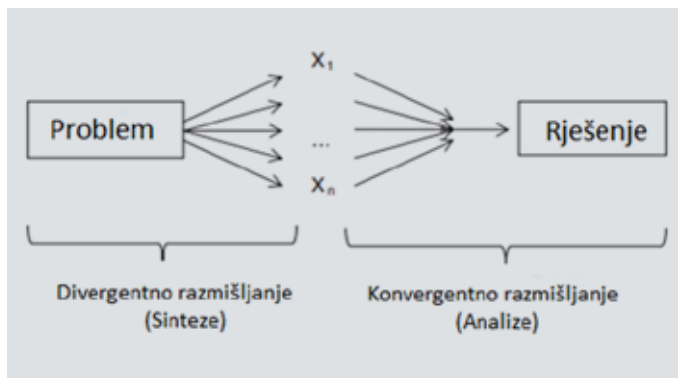 X₁
Problem
...
Rješenje
Xₙ
Divergentno razmišljanje
(Sinteze)
Konvergentno razmišljanje
(Analize)